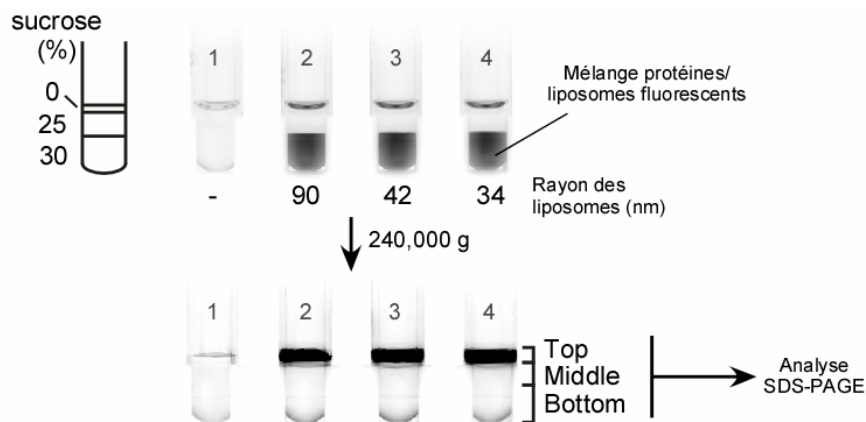 sucrose
(%)
0
25
30
1 2 3 4
Mélange protéines/
liposomes fluorescents
- 90 42 34
Rayon des
liposomes (nm)
240,000 g
1 2 3 4
Top
Middle
Bottom
Analyse
SDS-PAGE